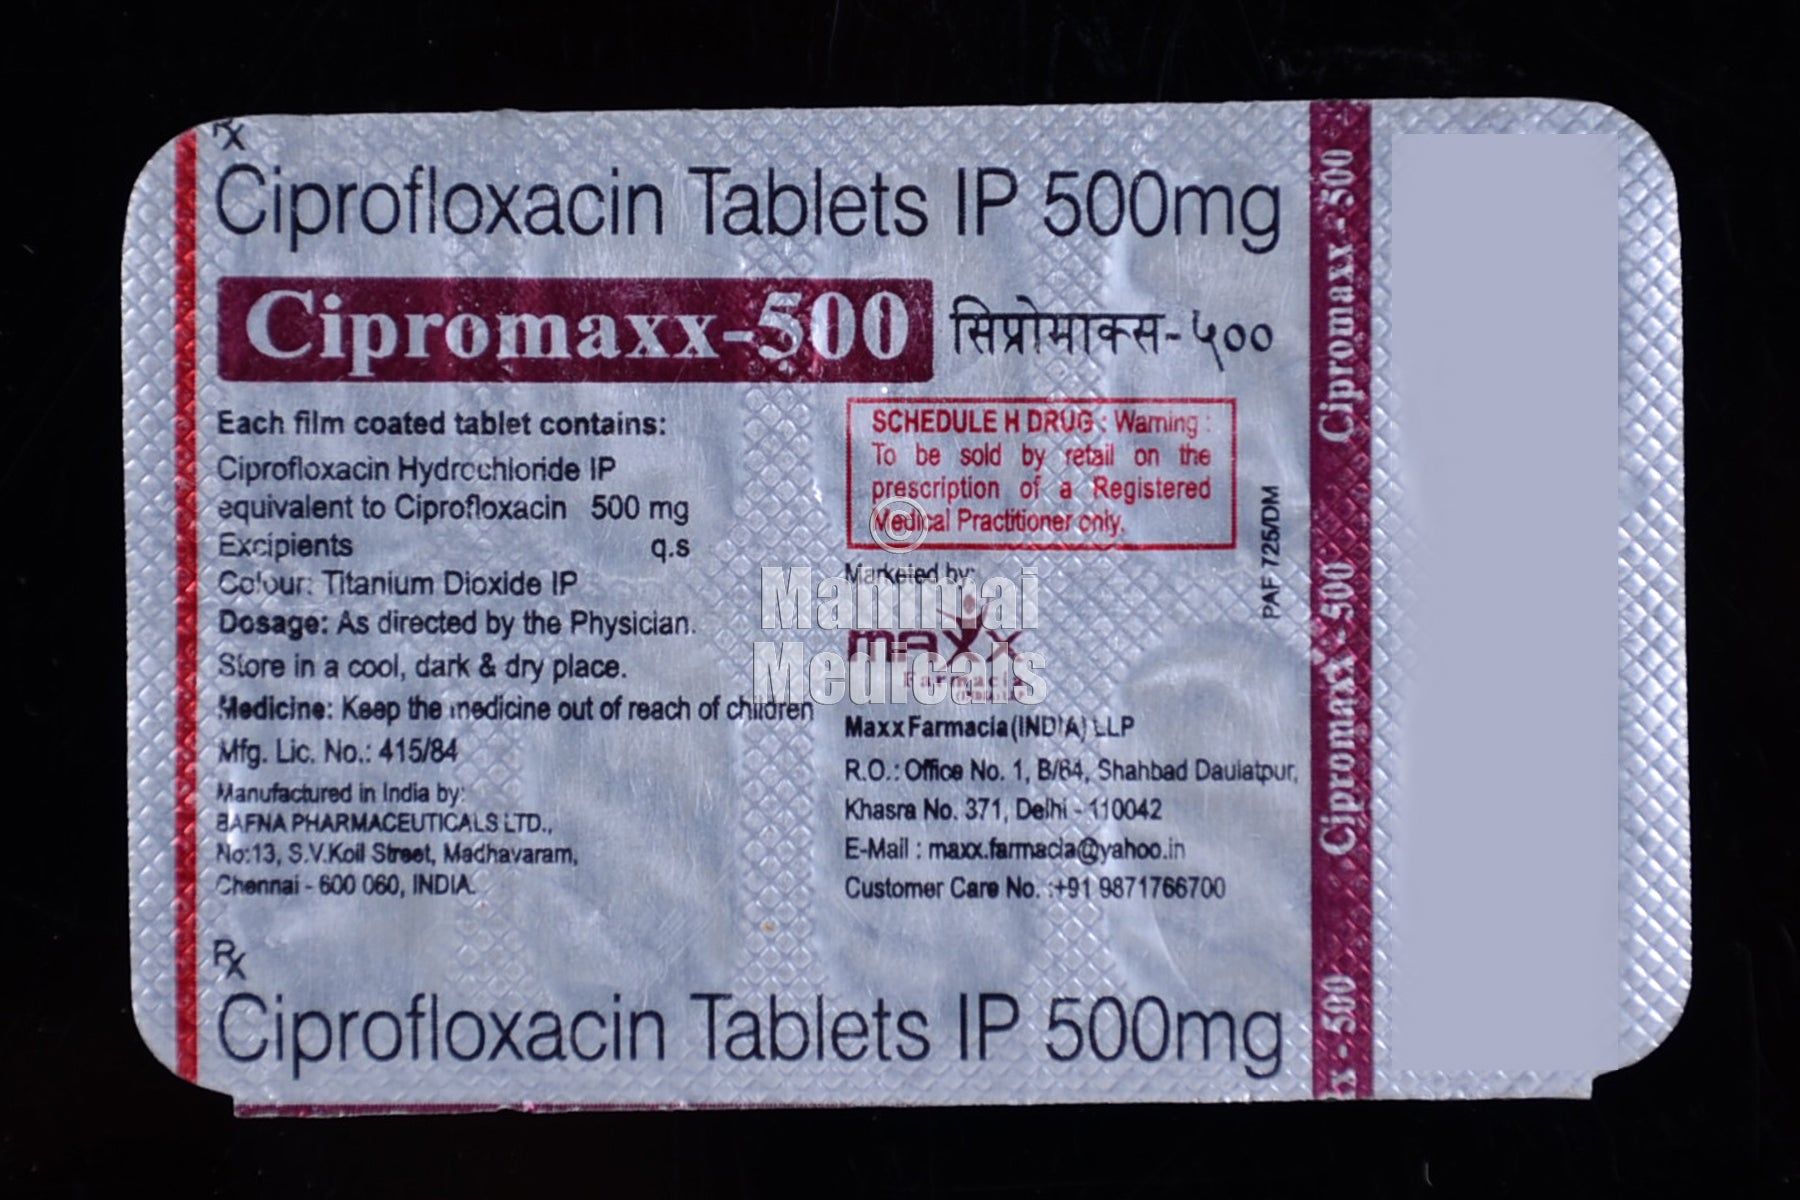 Rx
Ciprofloxacin Tablets IP 500mg
Cipromaxx-500
सिप्रोमाक्स-५००
Each film coated tablet contains:
Ciprofloxacin Hydrochloride IP
equivalent to Ciprofloxacin 500 mg
Excipients q.s
Colour: Titanium Dioxide IP
Dosage: As directed by the Physician.
Store in a cool, dark & dry place.
Medicine: Keep the medicine out of reach of children
Mfg. Lic. No.: 415/84
Manufactured in India by:
BAFNA PHARMACEUTICALS LTD.,
No:13, S.V.Koil Street, Madhavaram,
Chennai - 600 060, INDIA.
SCHEDULE H DRUG : Warning :
To be sold by retail on the
prescription of a Registered
Medical Practitioner only.
Marketed by:
maxx
Farmacia
(INDIA) LLP
Maxx Farmacia (INDIA) LLP
R.O.: Office No. 1, B/64, Shahbad Daulatpur,
Khasra No. 371, Delhi - 110042
E-Mail : maxx.farmacia@yahoo.in
Customer Care No. :+91 9871766700
PAF 725/DM
Rx
Ciprofloxacin Tablets IP 500mg
Cipromaxx - 500
Cipromaxx - 500
x - 500
©
Manimai
Medicals